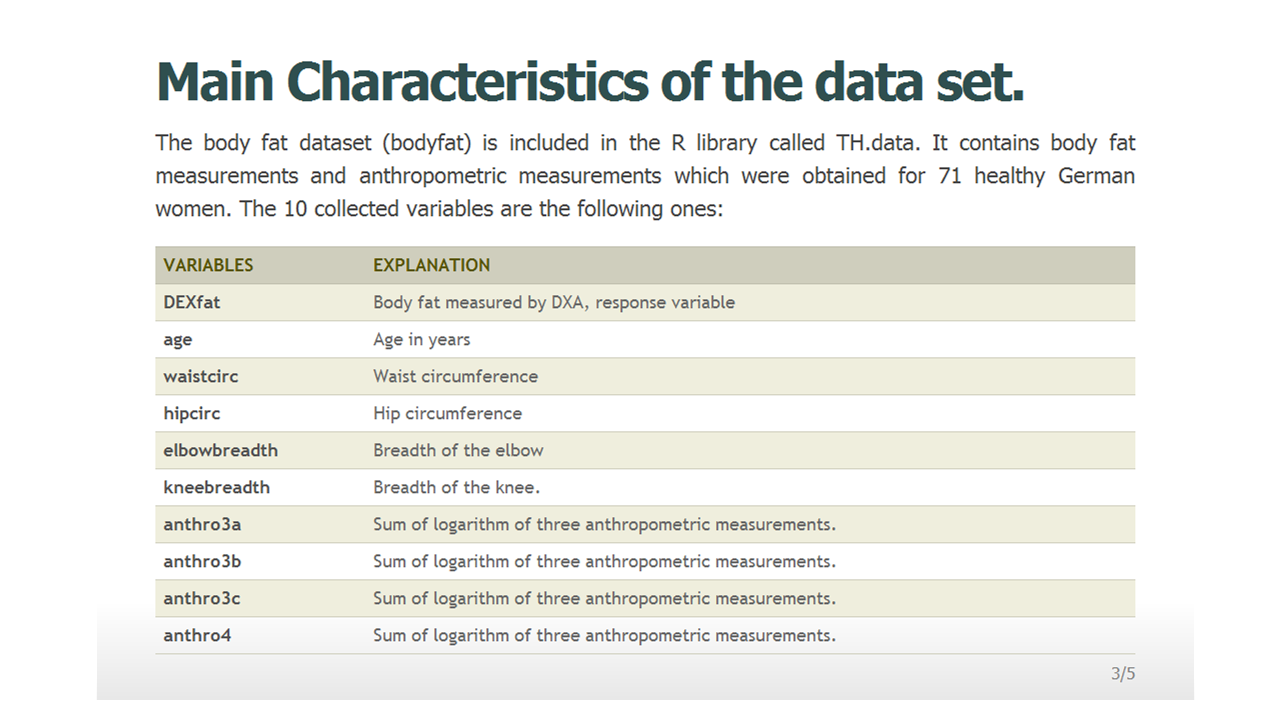 Main Characteristics of the data set.
The body fat dataset (bodyfat) is included in the R library called TH.data. It contains body fat
measurements and anthropometric measurements which were obtained for 71 healthy German
women. The 10 collected variables are the following ones:
VARIABLES EXPLANATION
DEXfat Body fat measured by DXA, response variable
age Age in years
waistcirc Waist circumference
hipcirc Hip circumference
elbowbreadth Breadth of the elbow
kneebreadth Breadth of the knee.
anthro3a Sum of logarithm of three anthropometric measurements.
anthro3b Sum of logarithm of three anthropometric measurements.
anthro3c Sum of logarithm of three anthropometric measurements.
anthro4 Sum of logarithm of three anthropometric measurements.
3/5